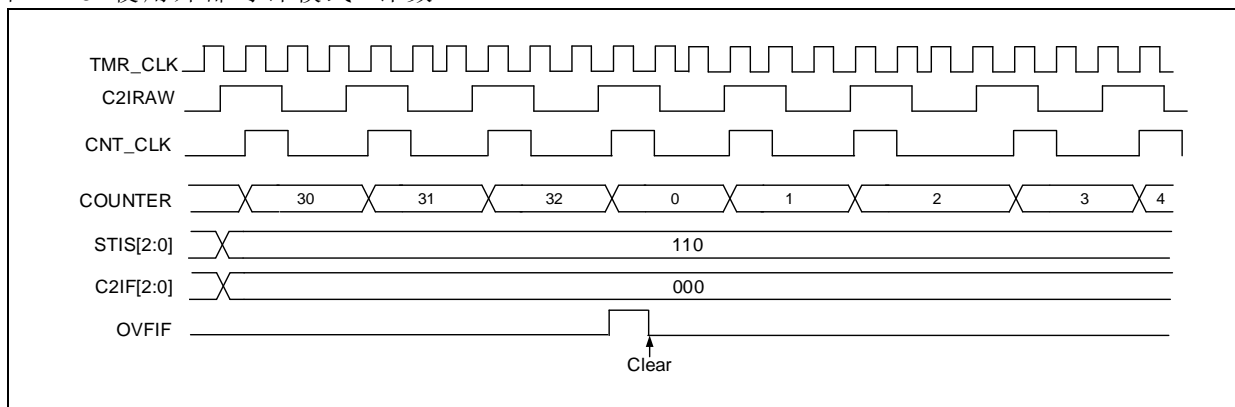 TMR_CLK
C2IRAW
CNT_CLK
COUNTER 30 31 32 0 1 2 3 4
STIS[2:0] 110
C2IF[2:0] 000
OVFIF
Clear